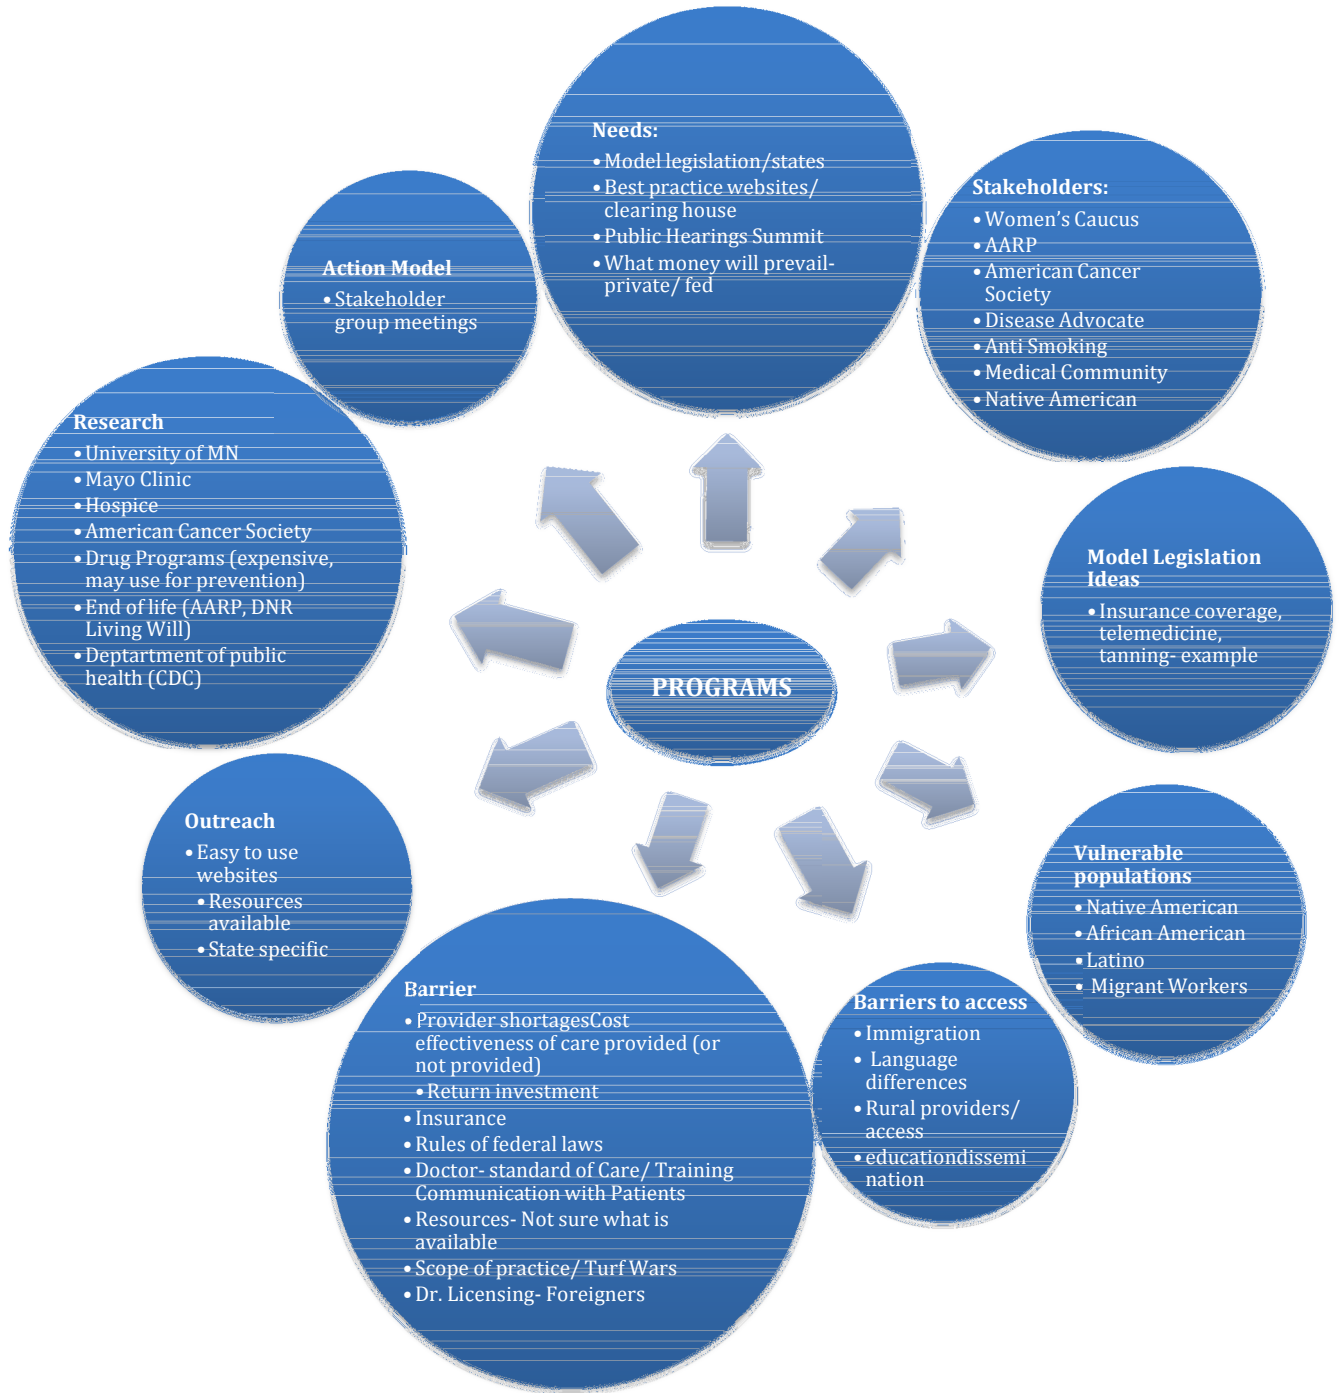 Needs:
• Model legislation/states
• Best practice websites/
clearing house
• Public Hearings Summit
• What money will prevail-
private/ fed
Stakeholders:
• Women's Caucus
• AARP
• American Cancer
Society
• Disease Advocate
• Anti Smoking
• Medical Community
• Native American
Model Legislation
Ideas
• Insurance coverage,
telemedicine,
tanning- example
Vulnerable
populations
• Native American
• African American
• Latino
• Migrant Workers
Barriers to access
• Immigration
• Language
differences
• Rural providers/
access
• educationdissemi
nation
Barrier
• Provider shortagesCost
effectiveness of care provided (or
not provided)
• Return investment
• Insurance
• Rules of federal laws
• Doctor- standard of Care/ Training
Communication with Patients
• Resources- Not sure what is
available
• Scope of practice/ Turf Wars
• Dr. Licensing- Foreigners
Outreach
• Easy to use
websites
• Resources
available
• State specific
Research
• University of MN
• Mayo Clinic
• Hospice
• American Cancer Society
• Drug Programs (expensive,
may use for prevention)
• End of life (AARP, DNR
Living Will)
• Deptartment of public
health (CDC)
Action Model
• Stakeholder
group meetings
PROGRAMS